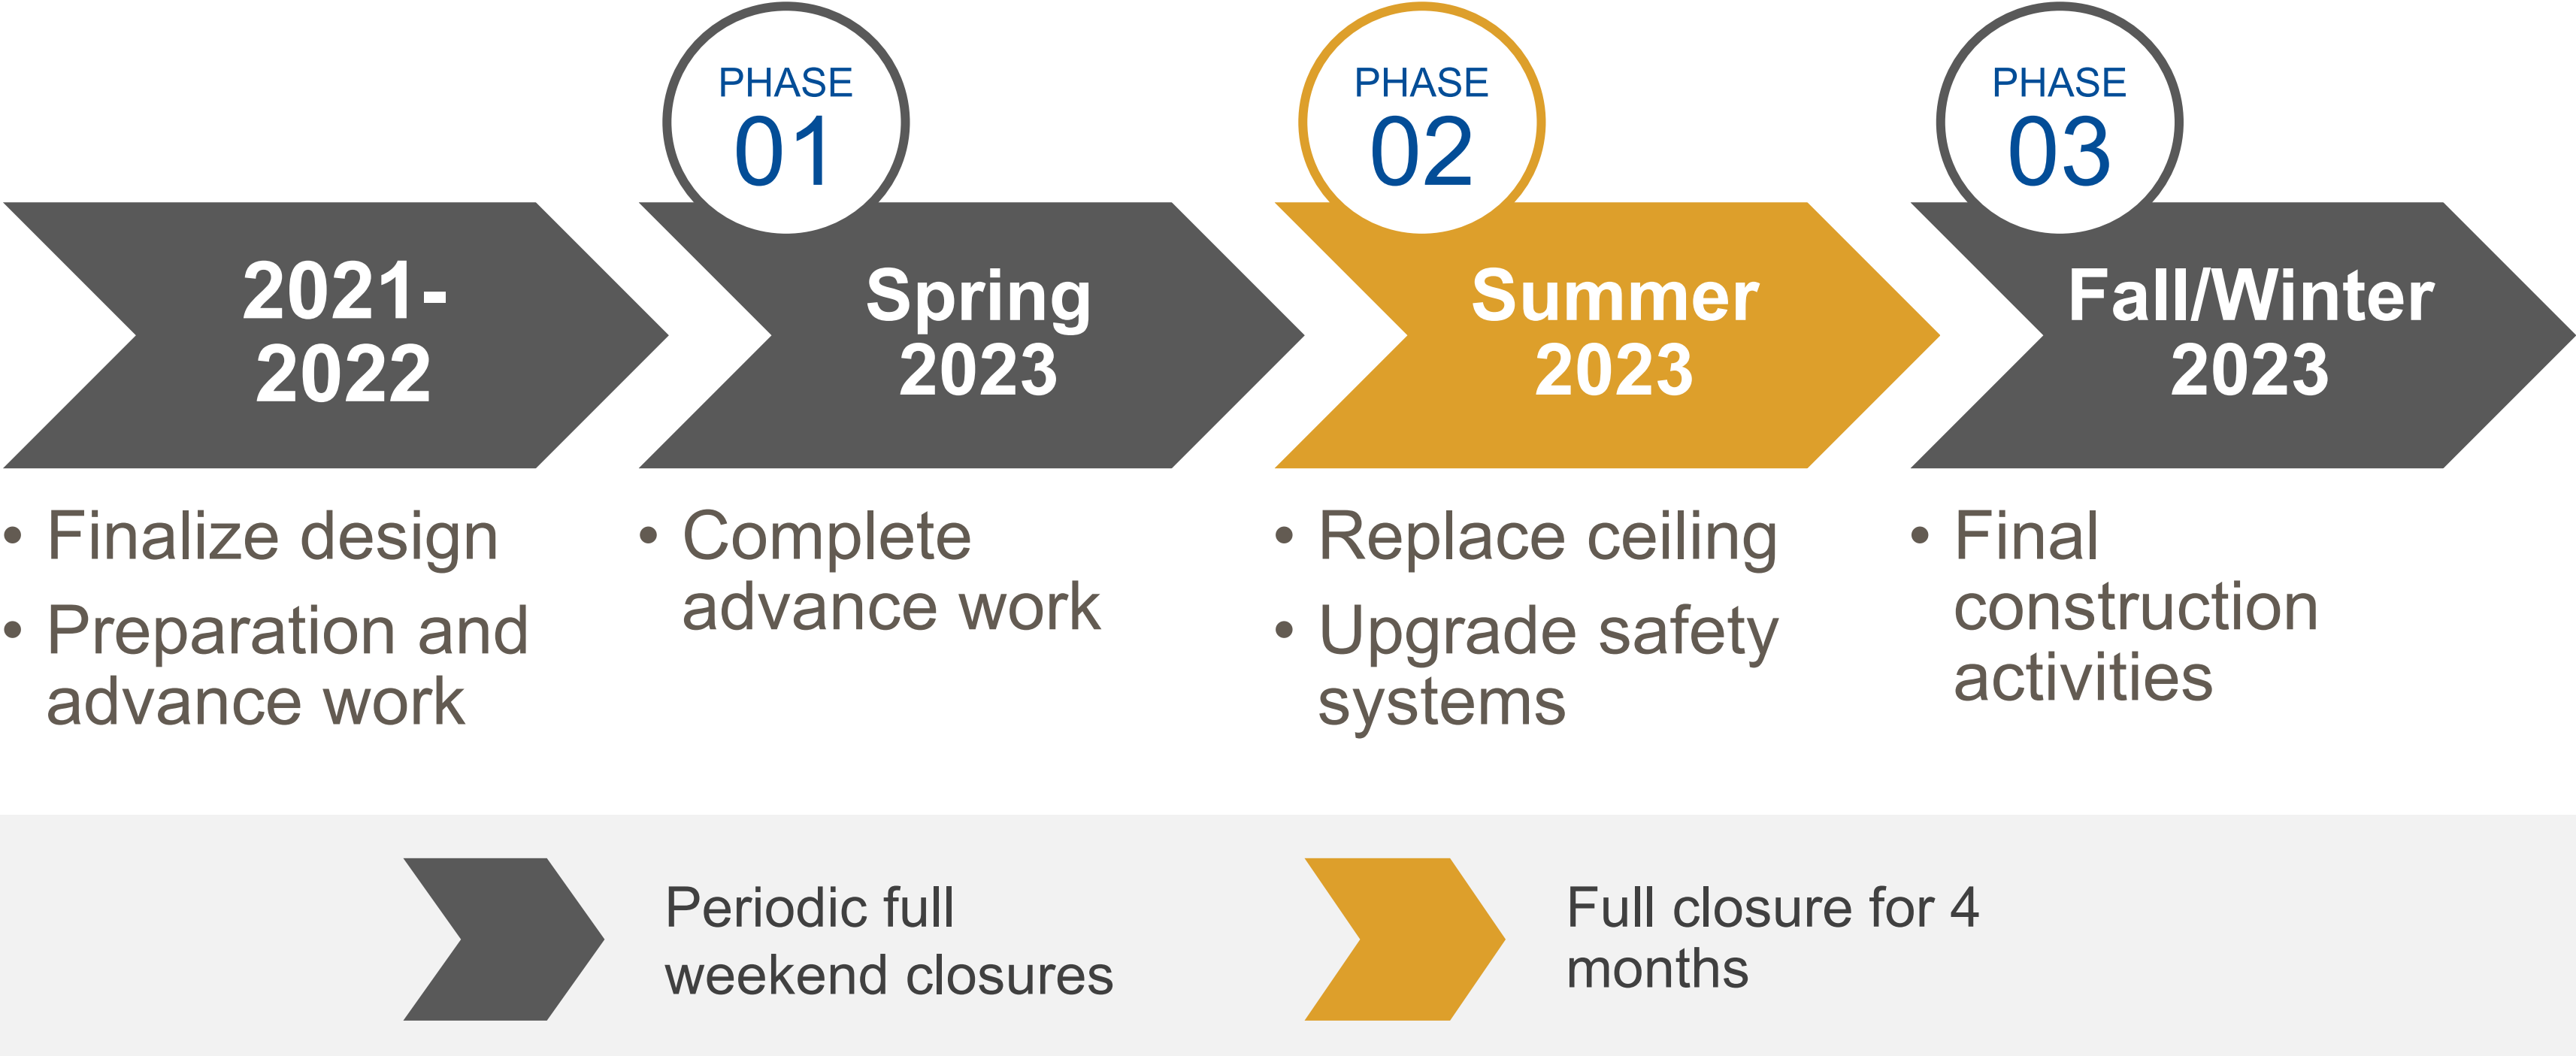 PHASE
01
PHASE
02
PHASE
03
2021-
2022
Spring
2023
Summer
2023
Fall/Winter
2023
• Finalize design
• Preparation and
advance work
• Complete
advance work
• Replace ceiling
• Upgrade safety
systems
• Final
construction
activities
Periodic full
weekend closures
Full closure for 4
months